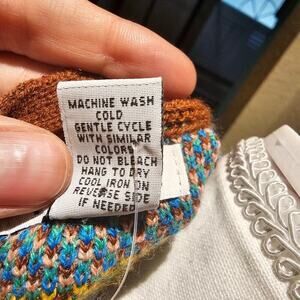 MACHINE WASH
COLD
GENTLE CYCLE
WITH SIMILAR
COLORS
DO NOT BLEACH
HANG TO DRY
COOL IRON ON
REVERSE SIDE
IF NEEDED